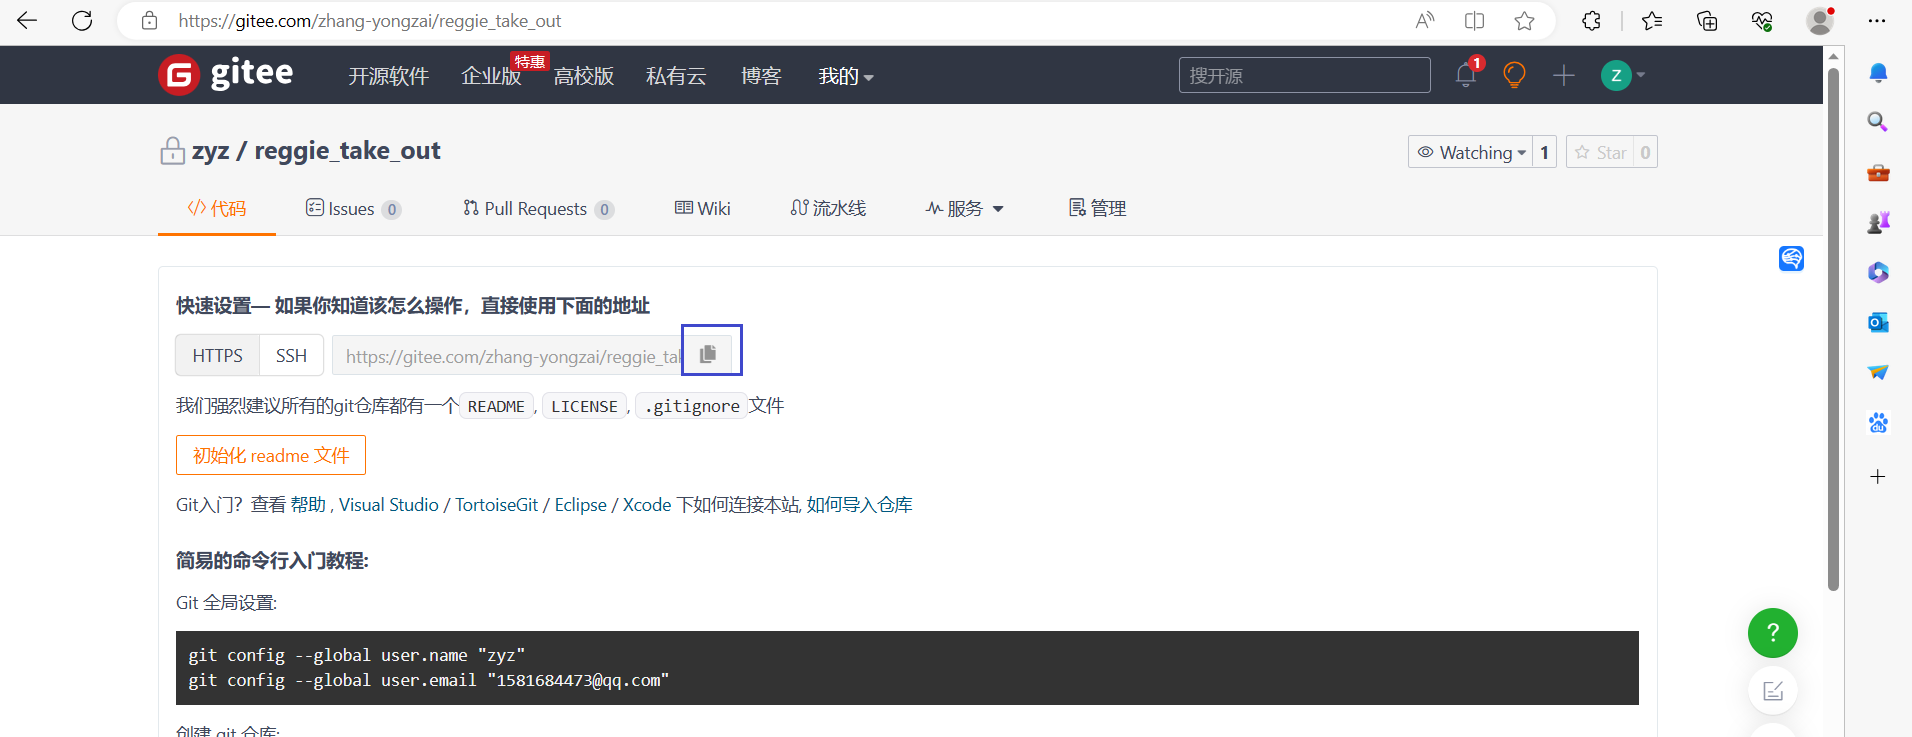 https://gitee.com/zhang-yongzai/reggie_take_out
gitee 开源软件 企业版 特惠 高校版 私有云 博客 我的 搜开源 1 Z
zyz / reggie_take_out Watching 1 Star 0
代码 Issues 0 Pull Requests 0 Wiki 流水线 服务 管理
快速设置— 如果你知道该怎么操作，直接使用下面的地址
HTTPS SSH https://gitee.com/zhang-yongzai/reggie_tak
我们强烈建议所有的git仓库都有一个 README, LICENSE, .gitignore 文件
初始化 readme 文件
Git入门？查看 帮助 , Visual Studio / TortoiseGit / Eclipse / Xcode 下如何连接本站, 如何导入仓库
简易的命令行入门教程:
Git 全局设置:
git config --global user.name "zyz"
git config --global user.email "1581684473@qq.com"
创建 git 仓库: